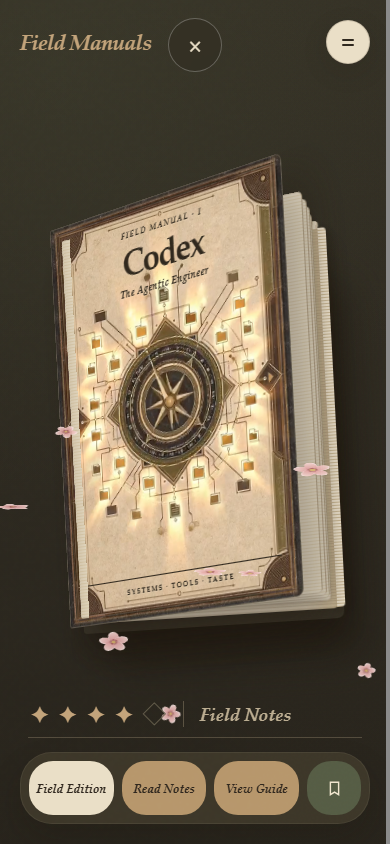 Field Manuals
FIELD MANUAL · I
Codex
The Agentic Engineer
SYSTEMS · TOOLS · TASTE
Field Notes
Field Edition
Read Notes
View Guide